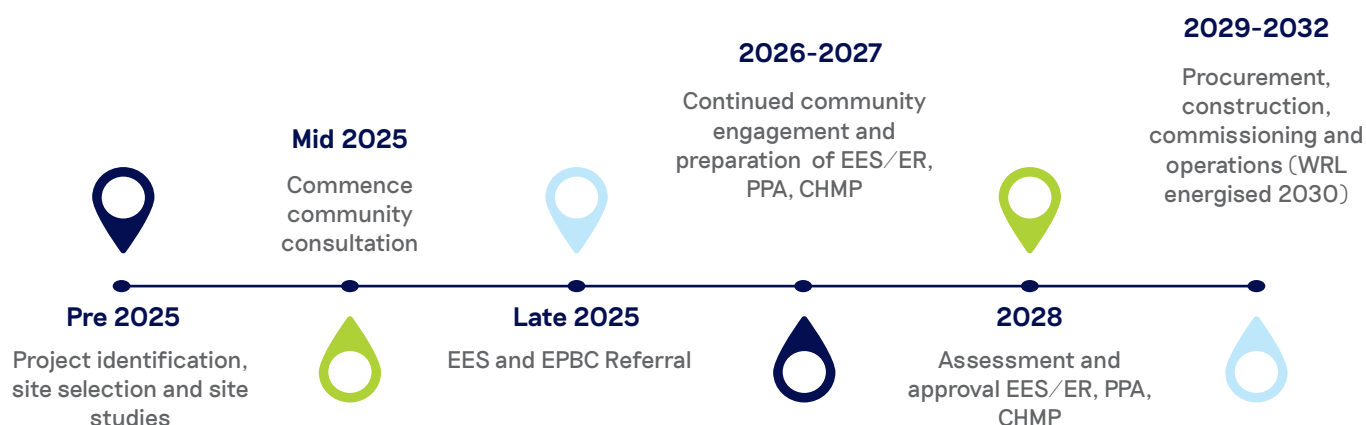 Pre 2025
Project identification,
site selection and site
studies
Mid 2025
Commence
community
consultation
Late 2025
EES and EPBC Referral
2026-2027
Continued community
engagement and
preparation of EES/ER,
PPA, CHMP
2028
Assessment and
approval EES/ER, PPA,
CHMP
2029-2032
Procurement,
construction,
commissioning and
operations (WRL
energised 2030)